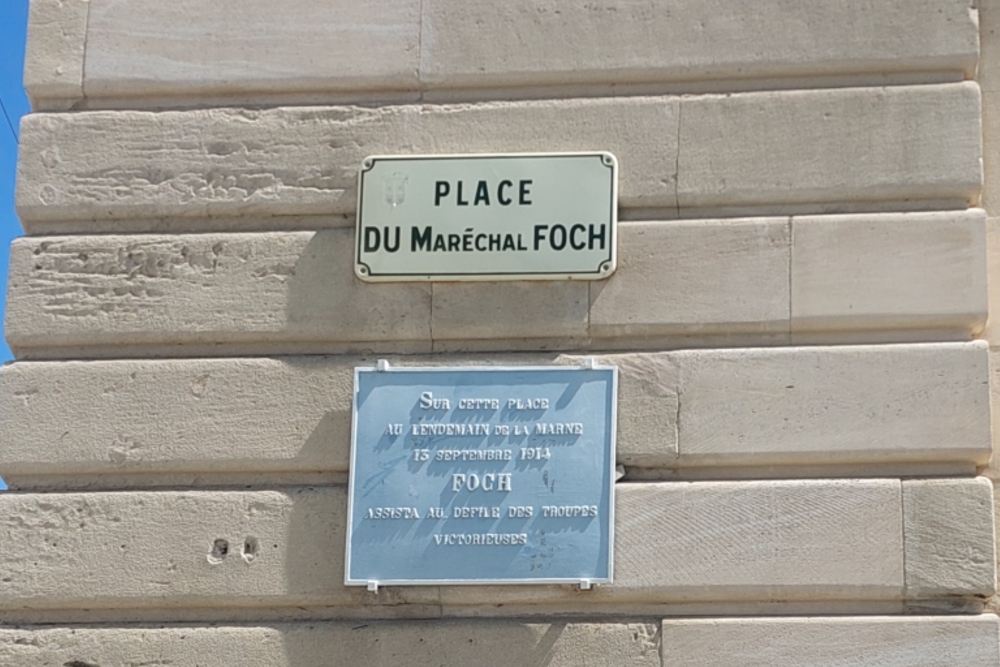 PLACE
DU MARÉCHAL FOCH
SUR CETTE PLACE
AU LENDEMAIN DE LA MARNE
13 SEPTEMBRE 1914
FOCH
ASSISTA AU DÉFILÉ DES TROUPES
VICTORIEUSES